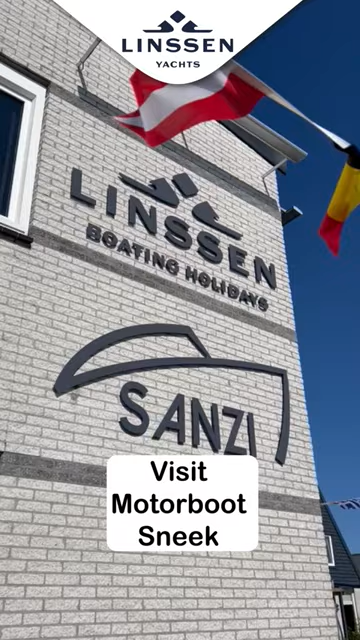 LINSSEN
YACHTS
LINSSEN
BOATING HOLIDAYS
SANZI
Visit
Motorboot
Sneek